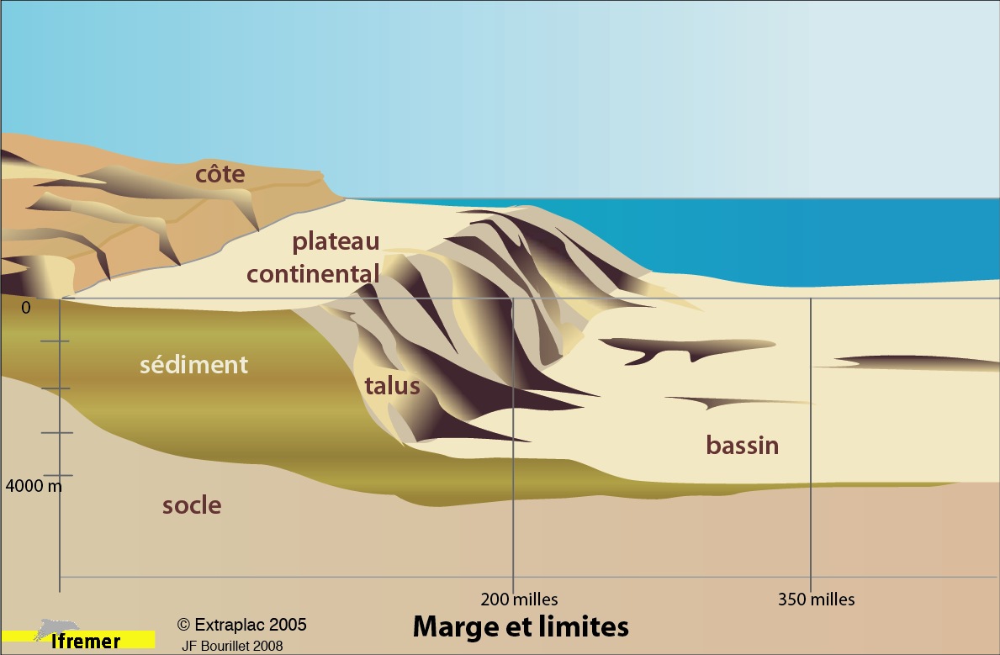 côte
plateau
continental
0
sédiment
talus
bassin
4000 m
socle
200 milles
350 milles
Marge et limites
© Extraplac 2005
Ifremer
JF Bourillet 2008